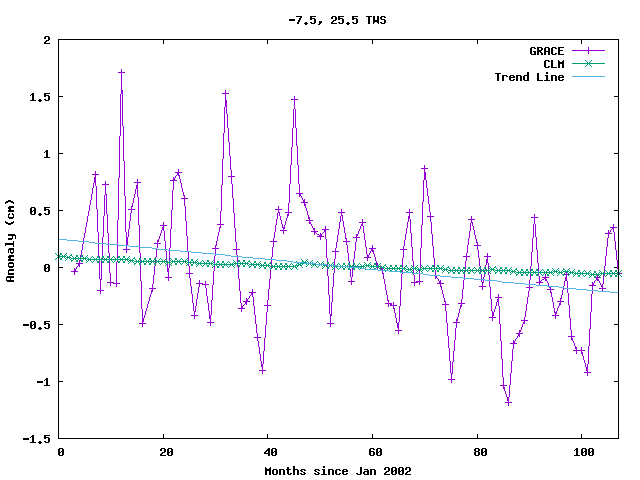 -7.5, 25.5 TWS
GRACE
CLM
Trend Line
2
1.5
1
0.5
0
-0.5
-1
-1.5
Anomaly (cm)
0 20 40 60 80 100
Months since Jan 2002